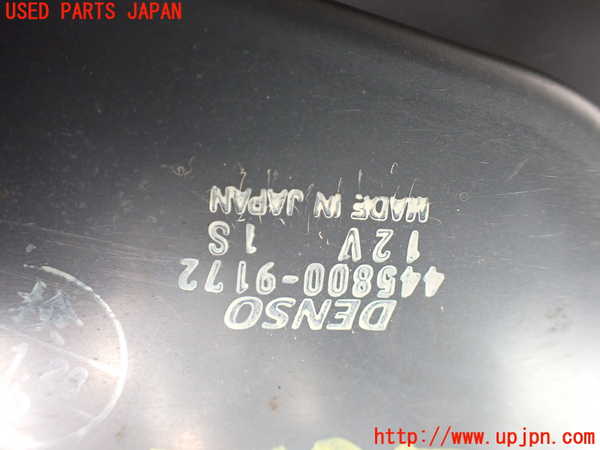 USED PARTS JAPAN
DENSO
445800-9172
12V 1S
MADE IN JAPAN
http://www.upjpn.com